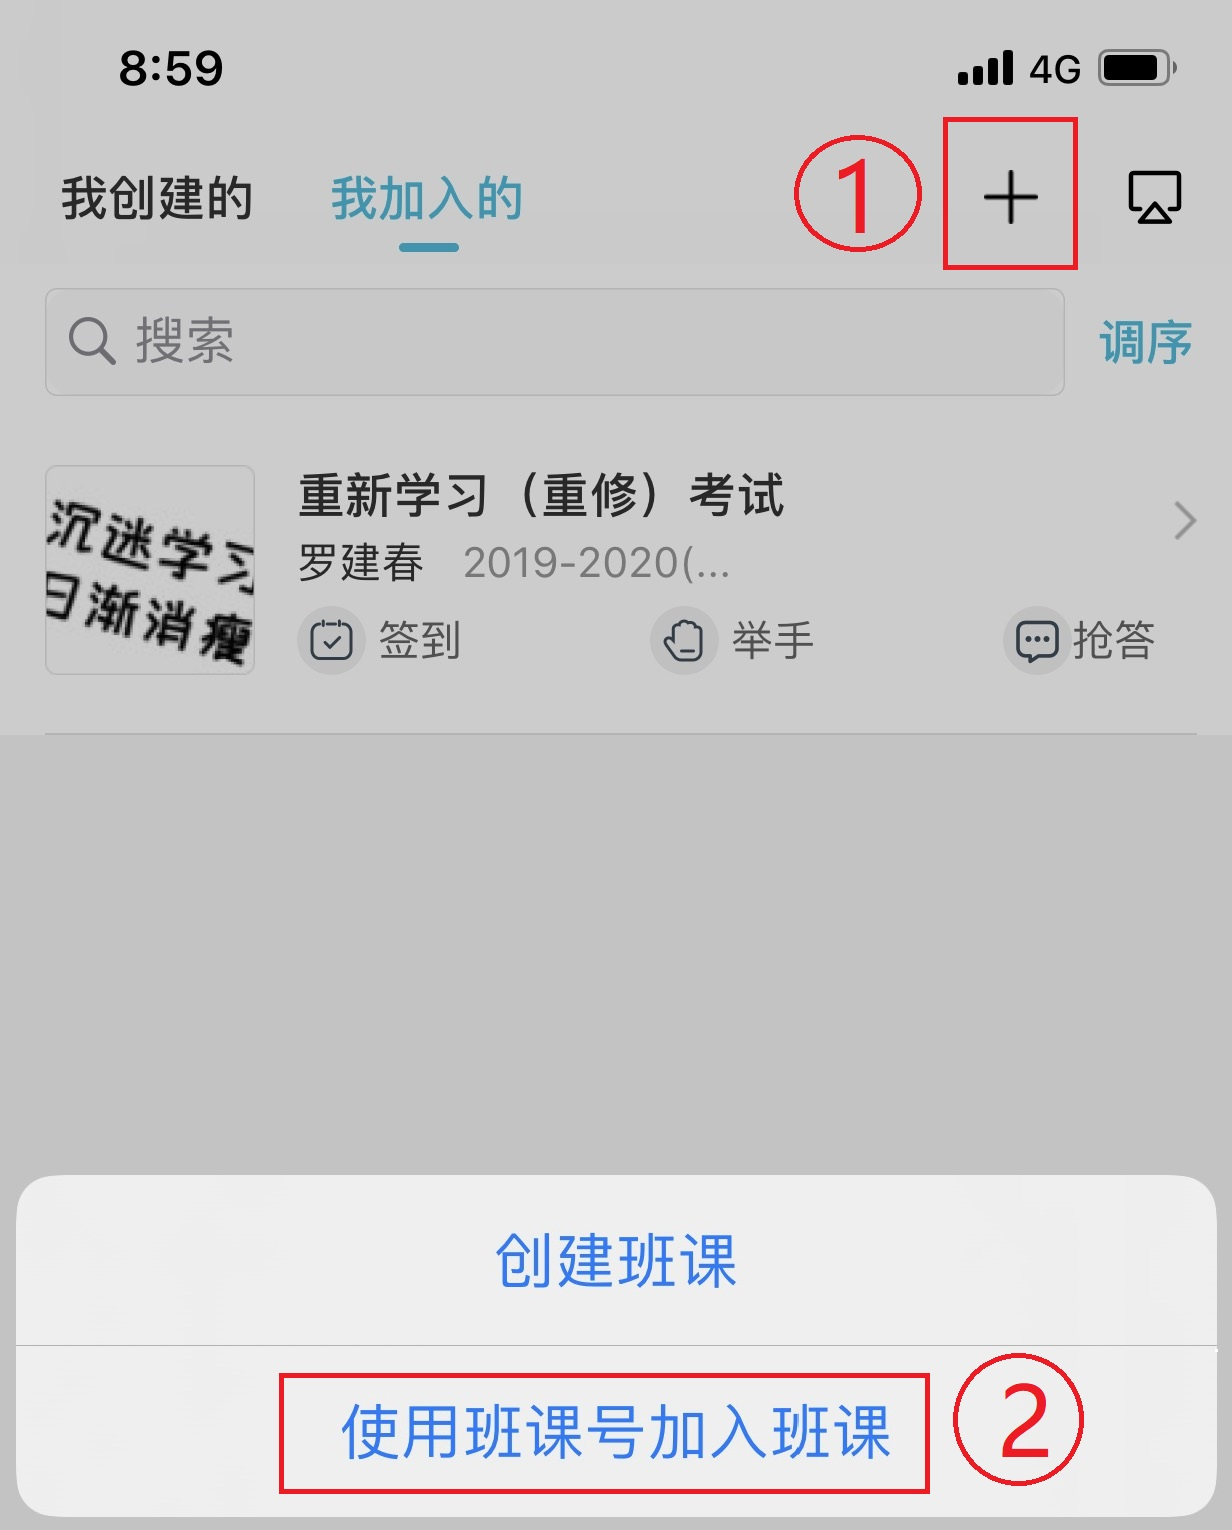 8:59 4G
我创建的 我加入的 1
搜索 调序
沉迷学习
日渐消瘦
重新学习（重修）考试
罗建春 2019-2020(...
签到 举手 抢答
创建班课
使用班课号加入班课 2